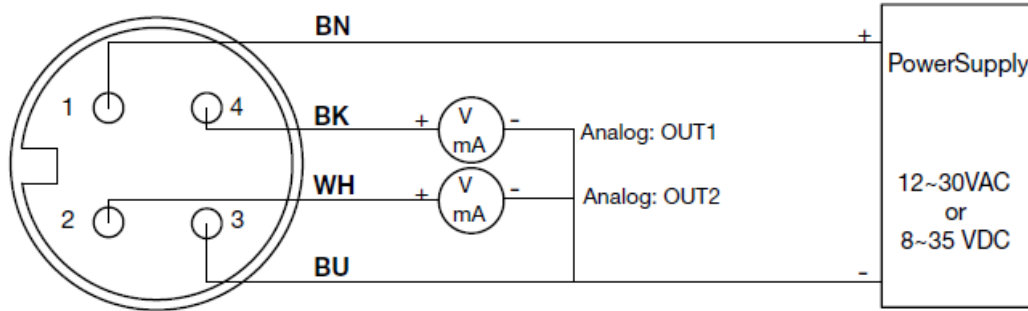 BN
+
PowerSupply
1
4
BK
+
V
mA
-
Analog: OUT1
WH
+
V
mA
-
Analog: OUT2
12~30VAC
or
8~35 VDC
2
3
BU
-